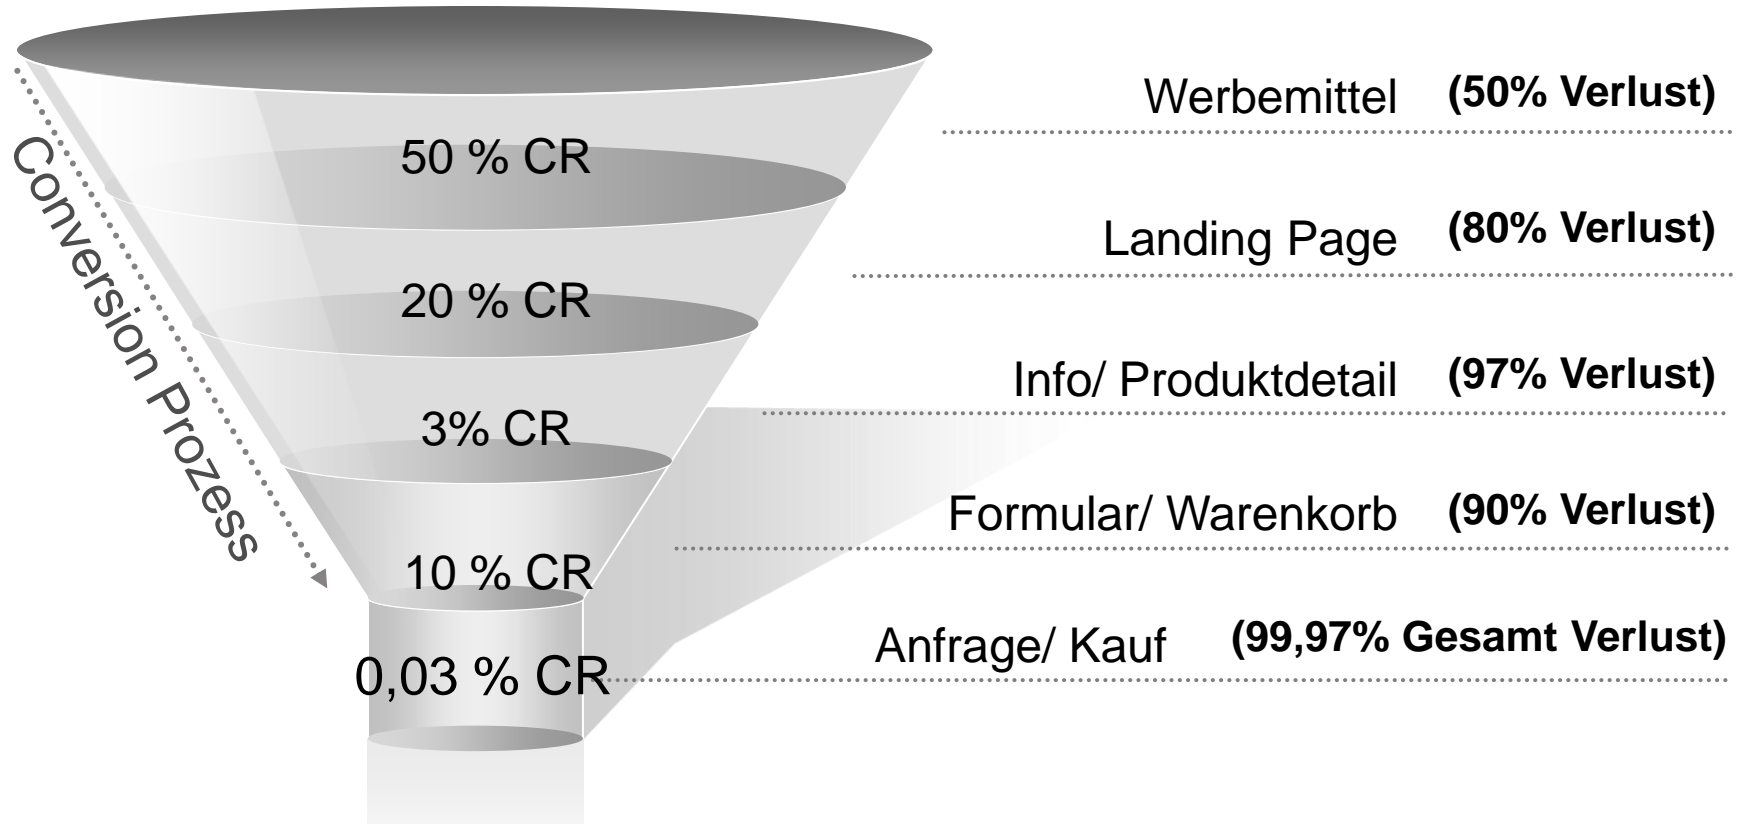 Conversion Prozess
50 % CR
Werbemittel (50% Verlust)
20 % CR
Landing Page (80% Verlust)
3% CR
Info/ Produktdetail (97% Verlust)
10 % CR
Formular/ Warenkorb (90% Verlust)
0,03 % CR
Anfrage/ Kauf (99,97% Gesamt Verlust)